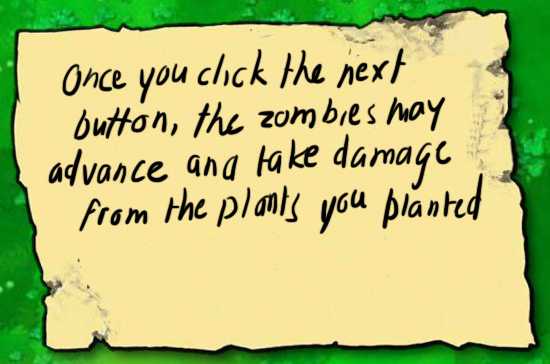 Once you click the next
button, the zombies may
advance and take damage
from the plants you planted